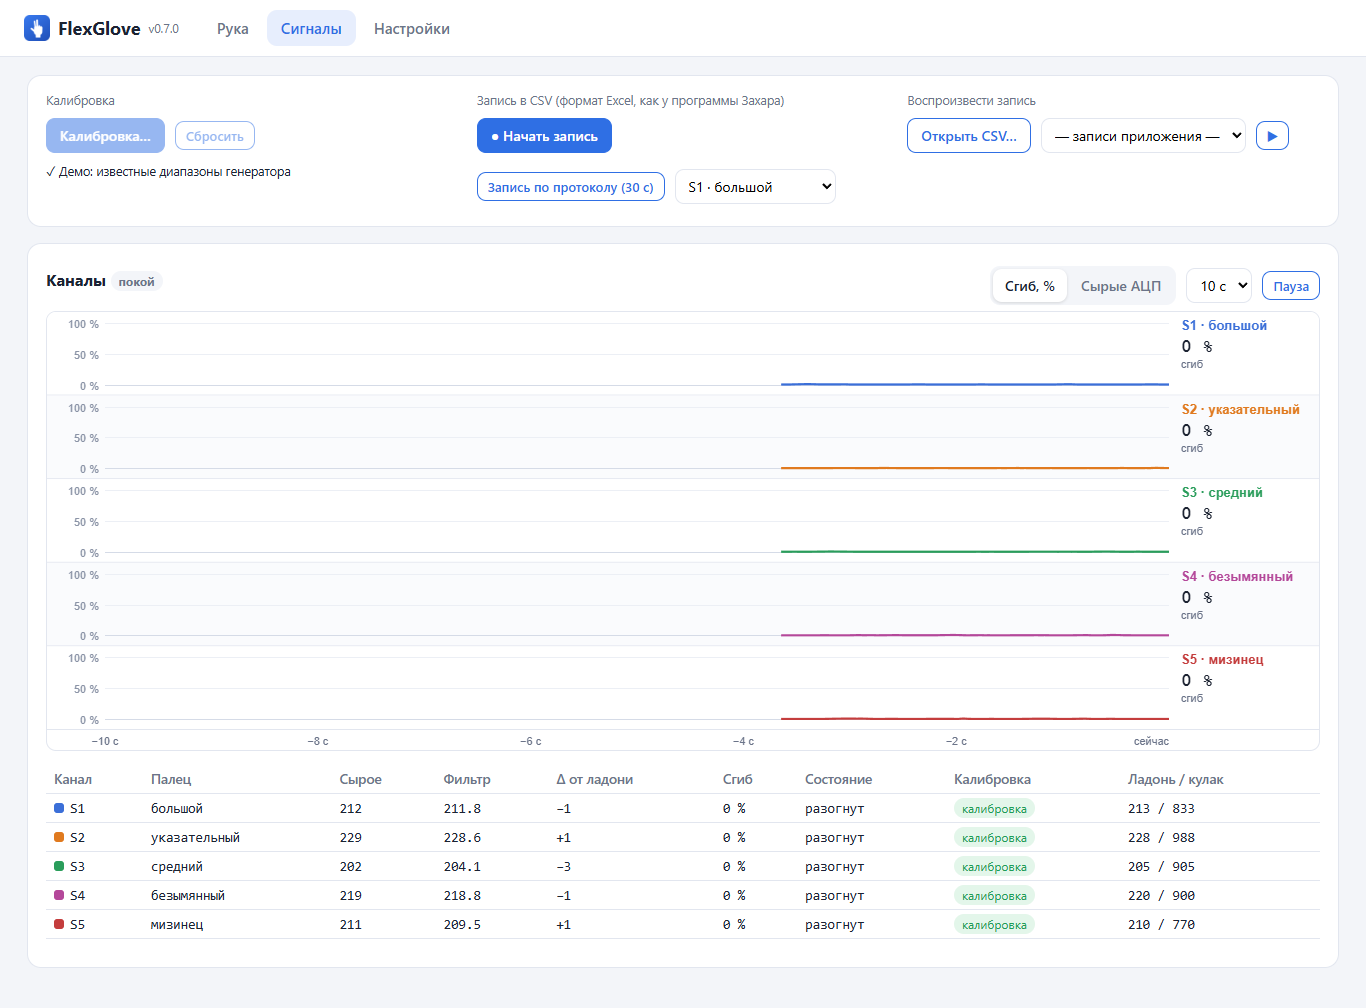 FlexGlove v0.7.0 Рука Сигналы Настройки
Калибровка
Калибровка... Сбросить
✓ Демо: известные диапазоны генератора
Запись в CSV (формат Excel, как у программы Захара)
● Начать запись
Запись по протоколу (30 с) S1 · большой
Воспроизвести запись
Открыть CSV... — записи приложения — ▶
Каналы покой
Сгиб, % Сырые АЦП 10 с Пауза
100 %
50 %
0 %
S1 · большой
0 %
сгиб
100 %
50 %
0 %
S2 · указательный
0 %
сгиб
100 %
50 %
0 %
S3 · средний
0 %
сгиб
100 %
50 %
0 %
S4 · безымянный
0 %
сгиб
100 %
50 %
0 %
S5 · мизинец
0 %
сгиб
−10 с −8 с −6 с −4 с −2 с сейчас
Канал Палец Сырое Фильтр Δ от ладони Сгиб Состояние Калибровка Ладонь / кулак
S1 большой 212 211.8 −1 0 % разогнут калибровка 213 / 833
S2 указательный 229 228.6 +1 0 % разогнут калибровка 228 / 988
S3 средний 202 204.1 −3 0 % разогнут калибровка 205 / 905
S4 безымянный 219 218.8 −1 0 % разогнут калибровка 220 / 900
S5 мизинец 211 209.5 +1 0 % разогнут калибровка 210 / 770